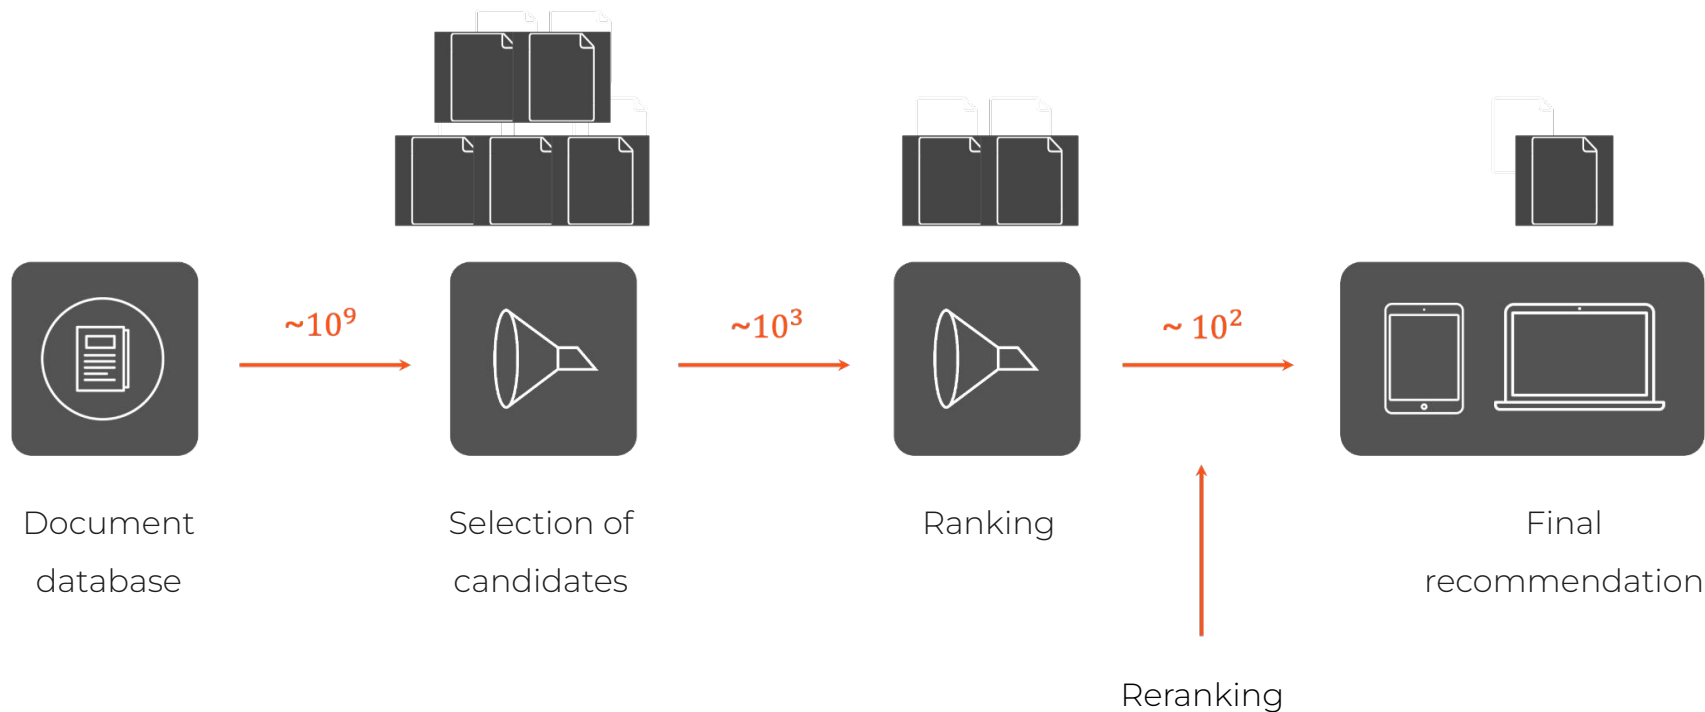 ~10⁹
~10³
~ 10²
Document
database
Selection of
candidates
Ranking
Final
recommendation
Reranking